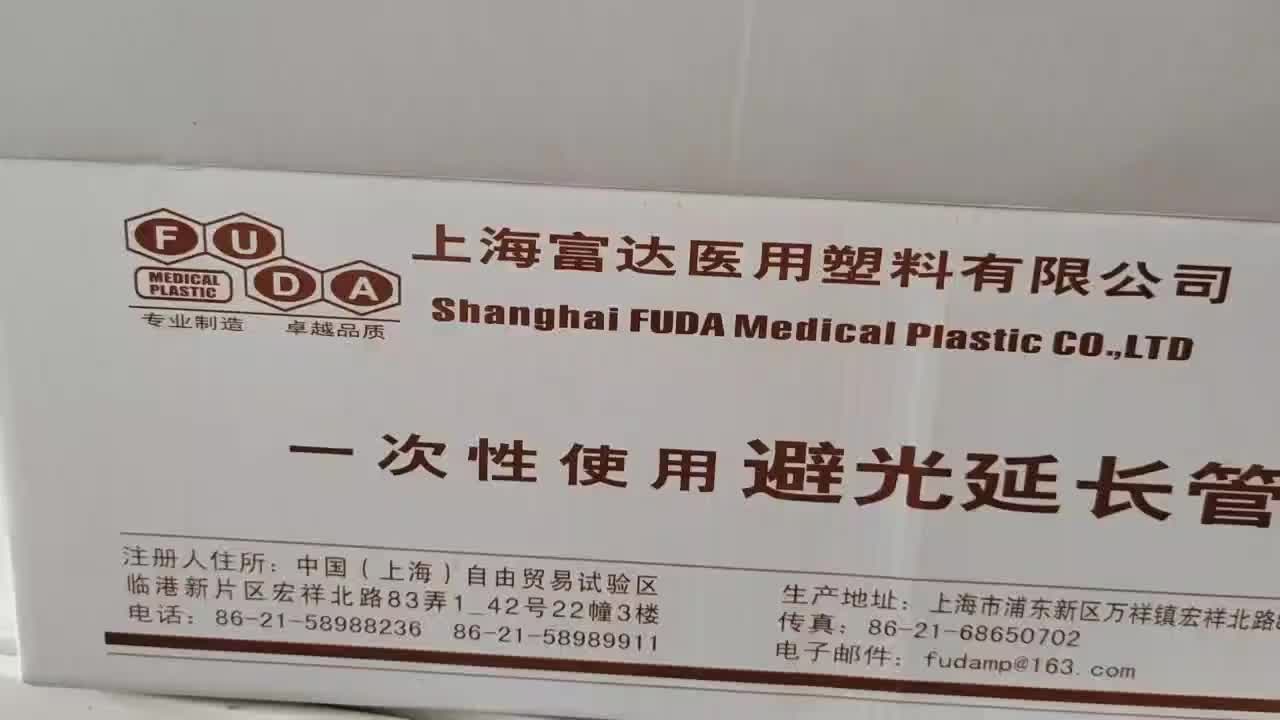 FUDA
MEDICAL
PLASTIC
专业制造 卓越品质
上海富达医用塑料有限公司
Shanghai FUDA Medical Plastic CO.,LTD
一次性使用避光延长管
注册人住所：中国（上海）自由贸易试验区
临港新片区宏祥北路83弄1_42号22幢3楼
电话：86-21-58988236 86-21-58989911
生产地址：上海市浦东新区万祥镇宏祥北路
传真：86-21-68650702
电子邮件：fudamp@163.com